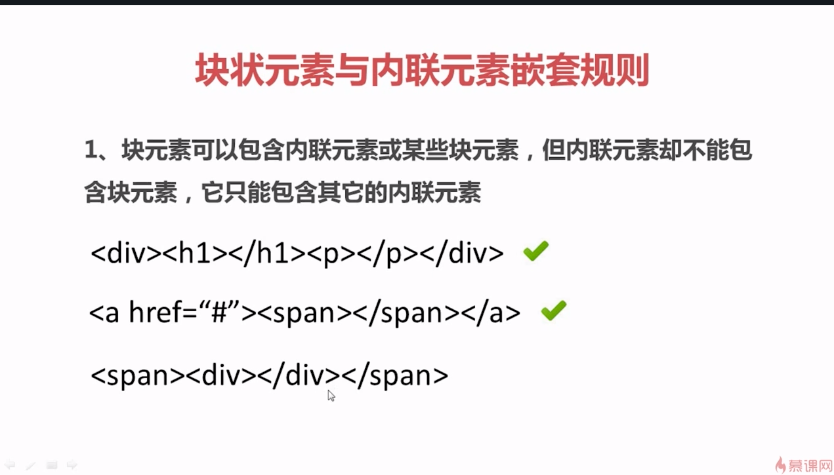 块状元素与内联元素嵌套规则
1、块元素可以包含内联元素或某些块元素，但内联元素却不能包
含块元素，它只能包含其它的内联元素
<div><h1></h1><p></p></div>
<a href=“#”><span></span></a>
<span><div></div></span>
慕课网